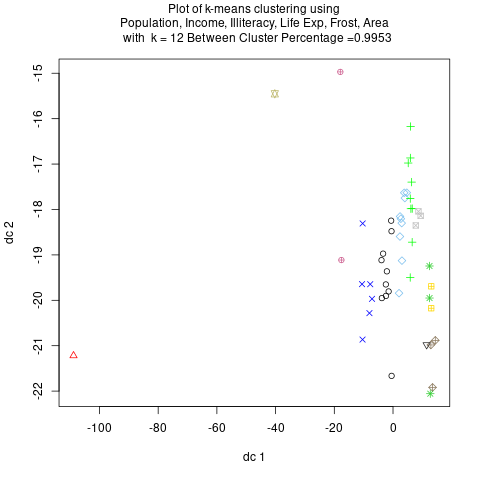 Plot of k-means clustering using
Population, Income, Illiteracy, Life Exp, Frost, Area
with k = 12 Between Cluster Percentage =0.9953
-15
-16
-17
-18
-19
-20
-21
-22
dc 2
-100
-80
-60
-40
-20
0
dc 1